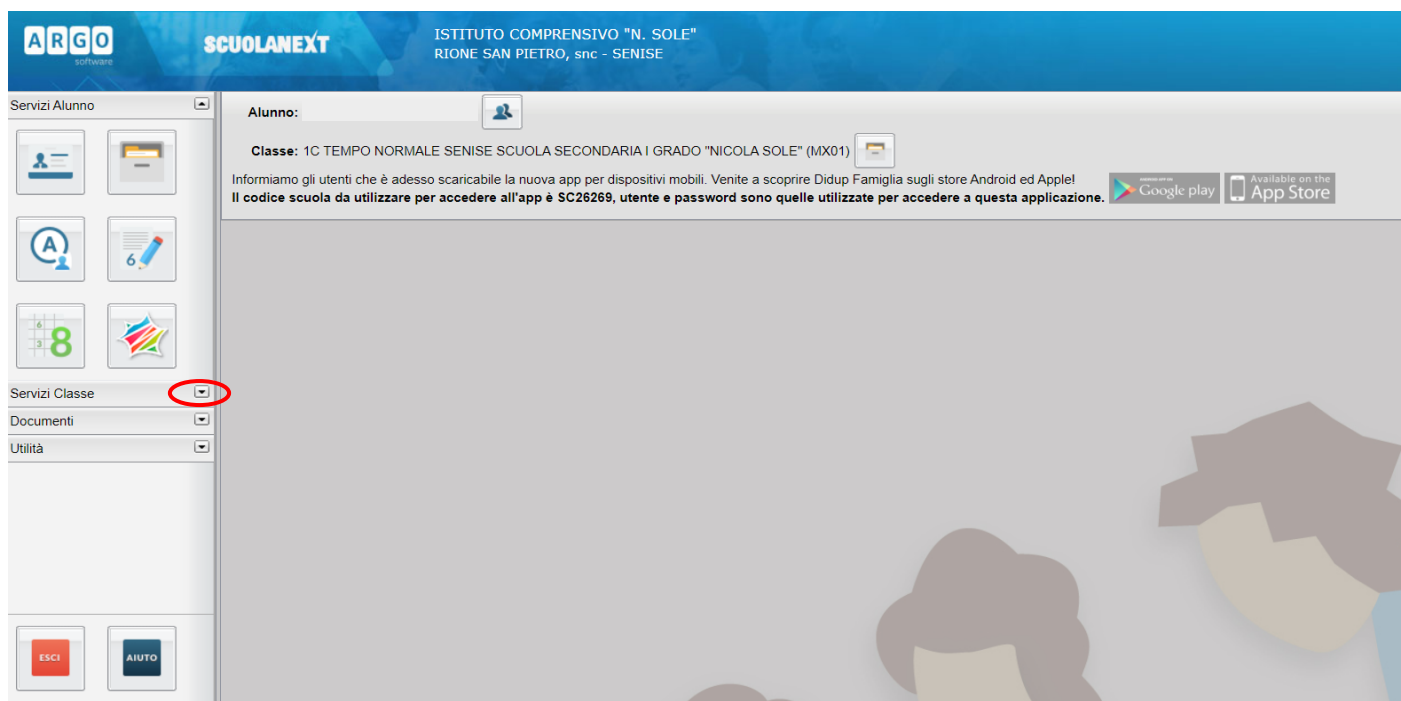 ARGO
software
SCUOLANEXT
ISTITUTO COMPRENSIVO "N. SOLE"
RIONE SAN PIETRO, snc - SENISE
Servizi Alunno
A
6
6
3
8
Servizi Classe
Documenti
Utilità
ESCI
AIUTO
Alunno:
Classe: 1C TEMPO NORMALE SENISE SCUOLA SECONDARIA I GRADO "NICOLA SOLE" (MX01)
Informiamo gli utenti che è adesso scaricabile la nuova app per dispositivi mobili. Venite a scoprire Didup Famiglia sugli store Android ed Apple!
Il codice scuola da utilizzare per accedere all'app è SC26269, utente e password sono quelle utilizzate per accedere a questa applicazione.
Google play
Available on the
App Store